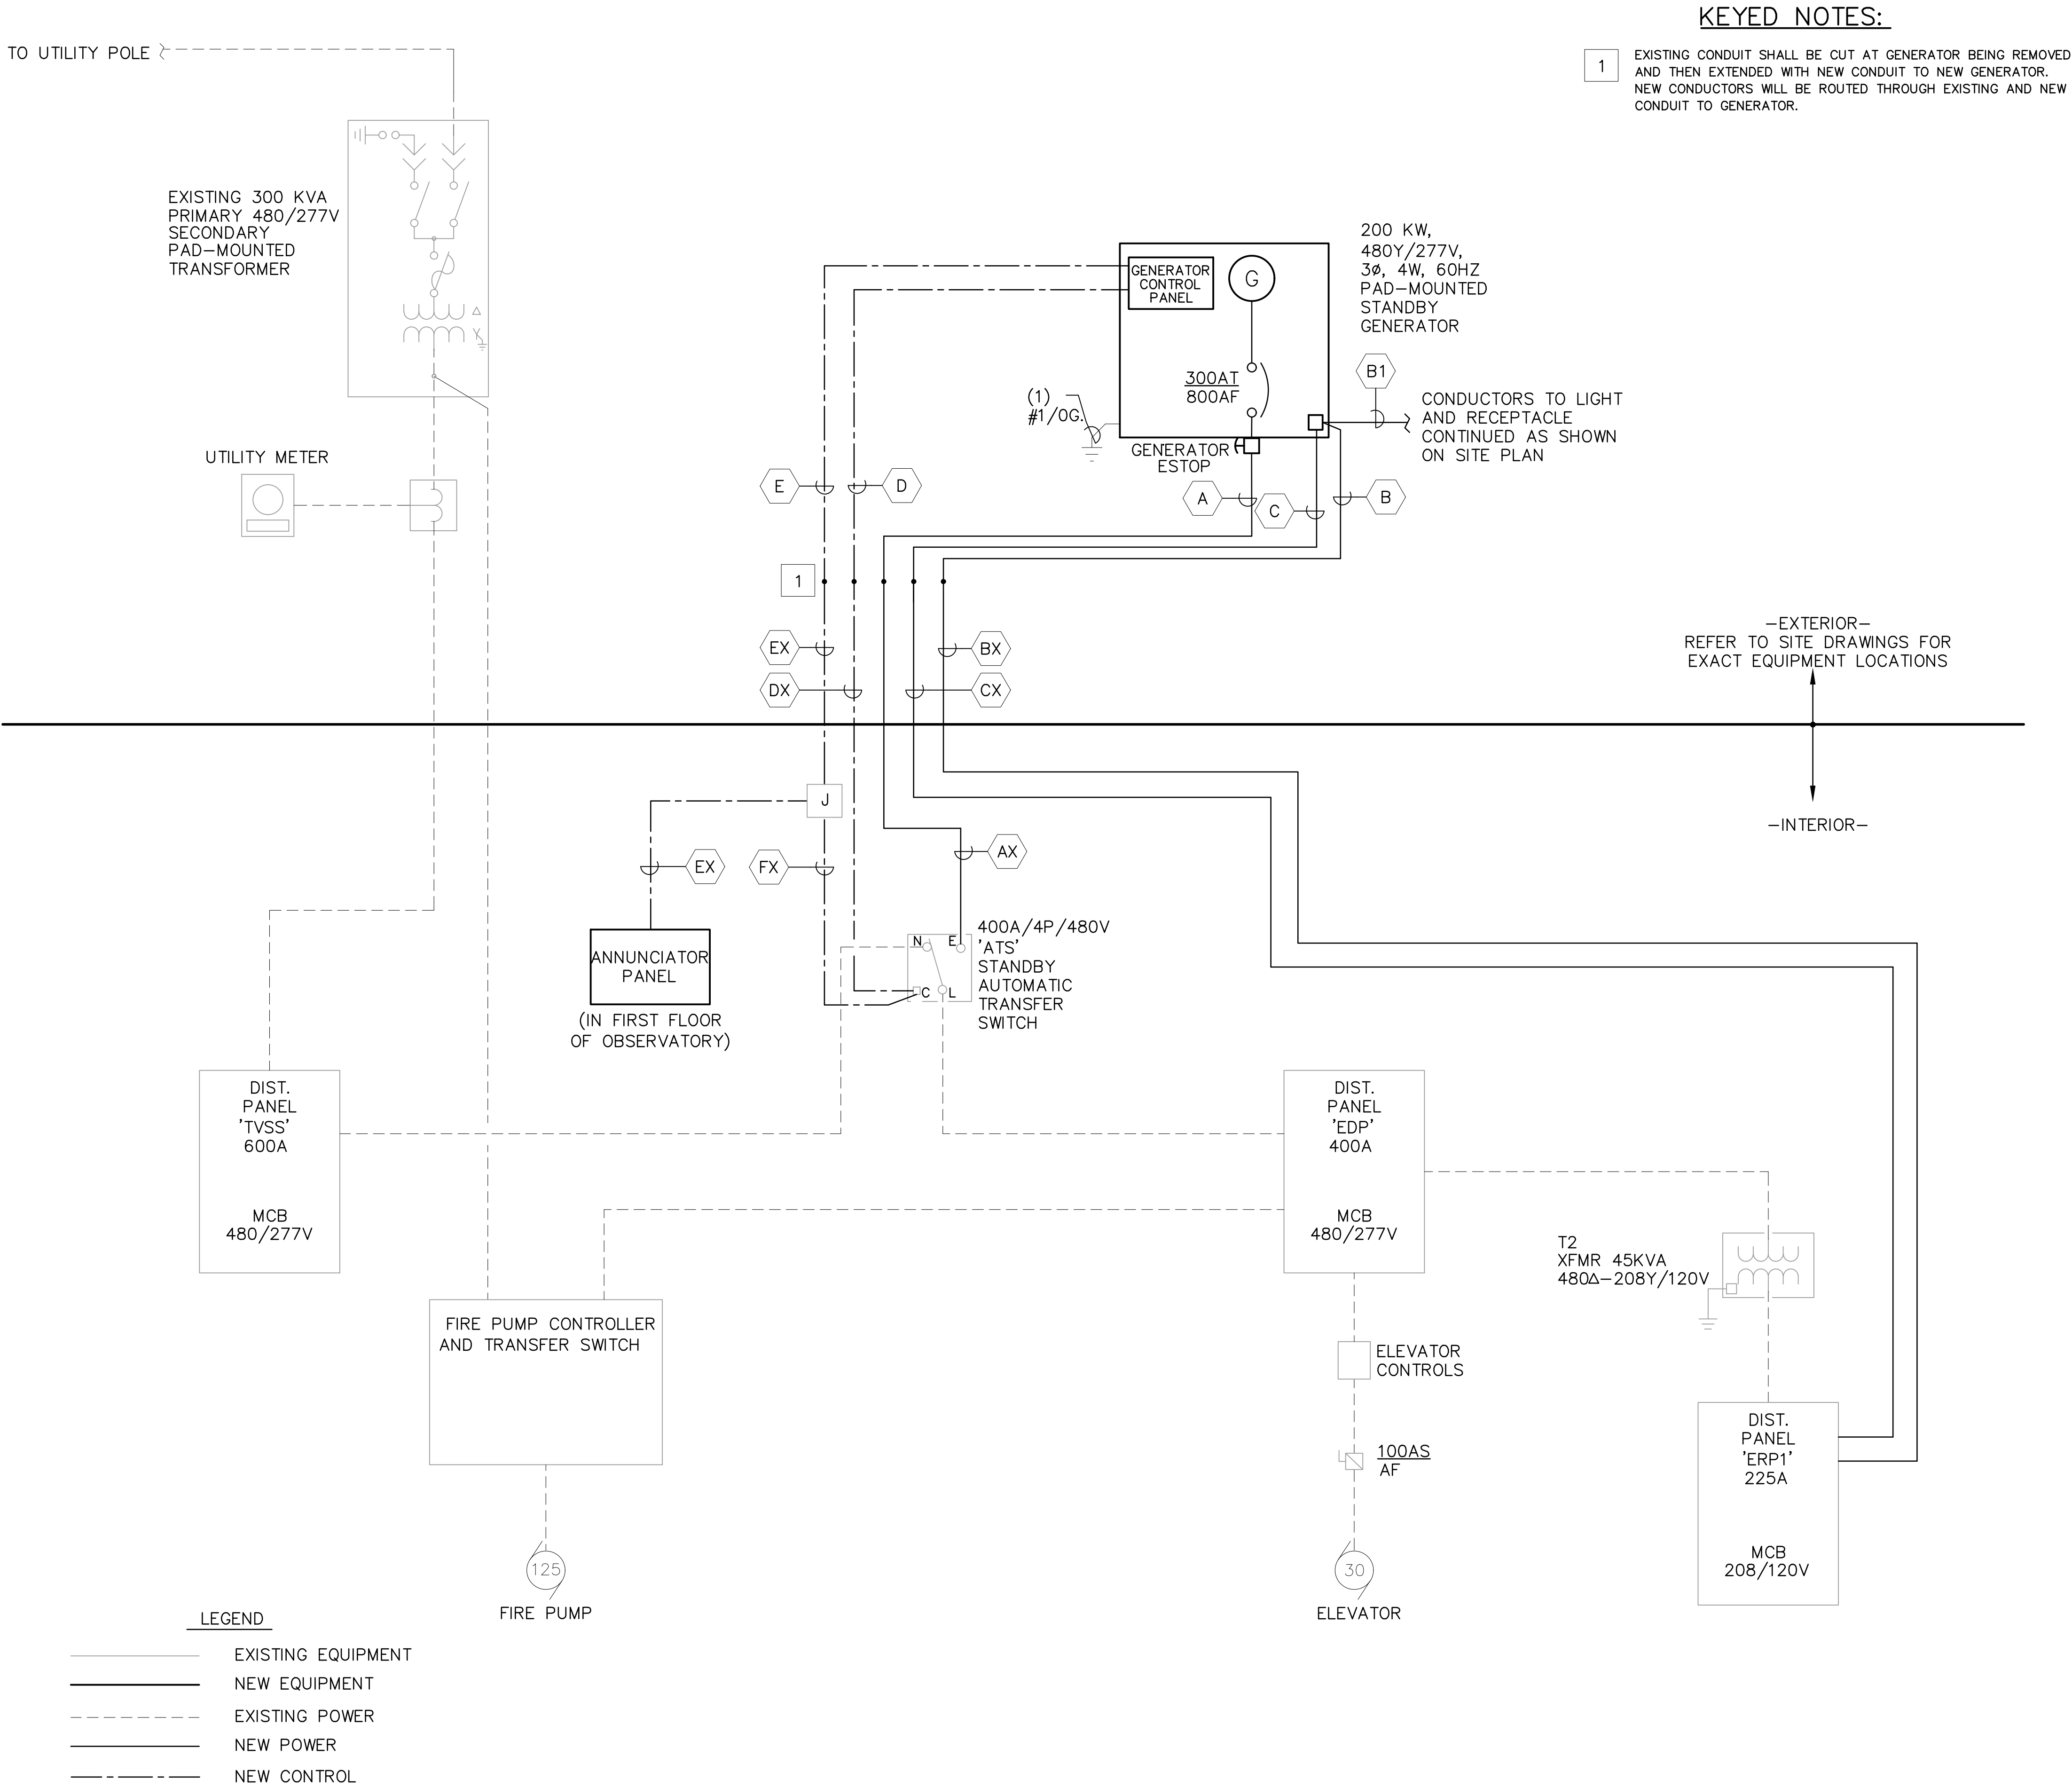 KEYED NOTES:
1
EXISTING CONDUIT SHALL BE CUT AT GENERATOR BEING REMOVED
AND THEN EXTENDED WITH NEW CONDUIT TO NEW GENERATOR.
NEW CONDUCTORS WILL BE ROUTED THROUGH EXISTING AND NEW
CONDUIT TO GENERATOR.
TO UTILITY POLE
EXISTING 300 KVA
PRIMARY 480/277V
SECONDARY
PAD-MOUNTED
TRANSFORMER
Δ
UTILITY METER
GENERATOR
CONTROL
PANEL
G
200 KW,
480Y/277V,
3ø, 4W, 60HZ
PAD-MOUNTED
STANDBY
GENERATOR
300AT
800AF
(1)
#1/0G.
GENERATOR
ESTOP
B1
CONDUCTORS TO LIGHT
AND RECEPTACLE
CONTINUED AS SHOWN
ON SITE PLAN
E
D
A
C
B
1
EX
BX
DX
CX
-EXTERIOR-
REFER TO SITE DRAWINGS FOR
EXACT EQUIPMENT LOCATIONS
-INTERIOR-
J
EX
FX
AX
ANNUNCIATOR
PANEL
(IN FIRST FLOOR
OF OBSERVATORY)
N
E
C
L
400A/4P/480V
'ATS'
STANDBY
AUTOMATIC
TRANSFER
SWITCH
DIST.
PANEL
'TVSS'
600A
MCB
480/277V
DIST.
PANEL
'EDP'
400A
MCB
480/277V
T2
XFMR 45KVA
480Δ-208Y/120V
FIRE PUMP CONTROLLER
AND TRANSFER SWITCH
ELEVATOR
CONTROLS
100AS
AF
DIST.
PANEL
'ERP1'
225A
MCB
208/120V
125
FIRE PUMP
30
ELEVATOR
LEGEND
EXISTING EQUIPMENT
NEW EQUIPMENT
EXISTING POWER
NEW POWER
NEW CONTROL